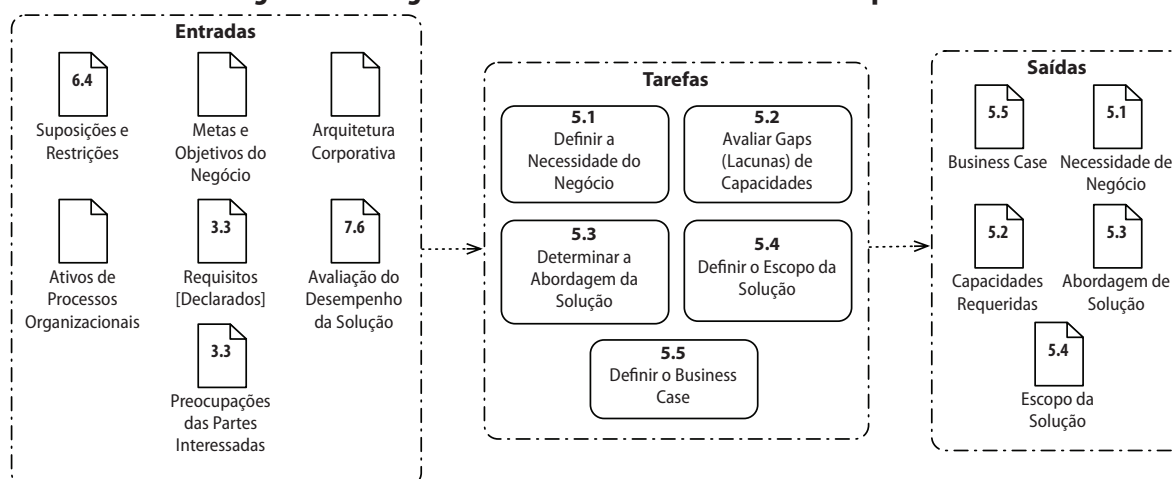 Entradas
6.4
Suposições e
Restrições
Metas e
Objetivos do
Negócio
Arquitetura
Corporativa
Ativos de
Processos
Organizacionais
3.3
Requisitos
[Declarados]
7.6
Avaliação do
Desempenho
da Solução
3.3
Preocupações
das Partes
Interessadas
Tarefas
5.1
Definir a
Necessidade do
Negócio
5.2
Avaliar Gaps
(Lacunas) de
Capacidades
5.3
Determinar a
Abordagem da
Solução
5.4
Definir o Escopo da
Solução
5.5
Definir o Business
Case
Saídas
5.5
Business Case
5.1
Necessidade de
Negócio
5.2
Capacidades
Requeridas
5.3
Abordagem de
Solução
5.4
Escopo da
Solução